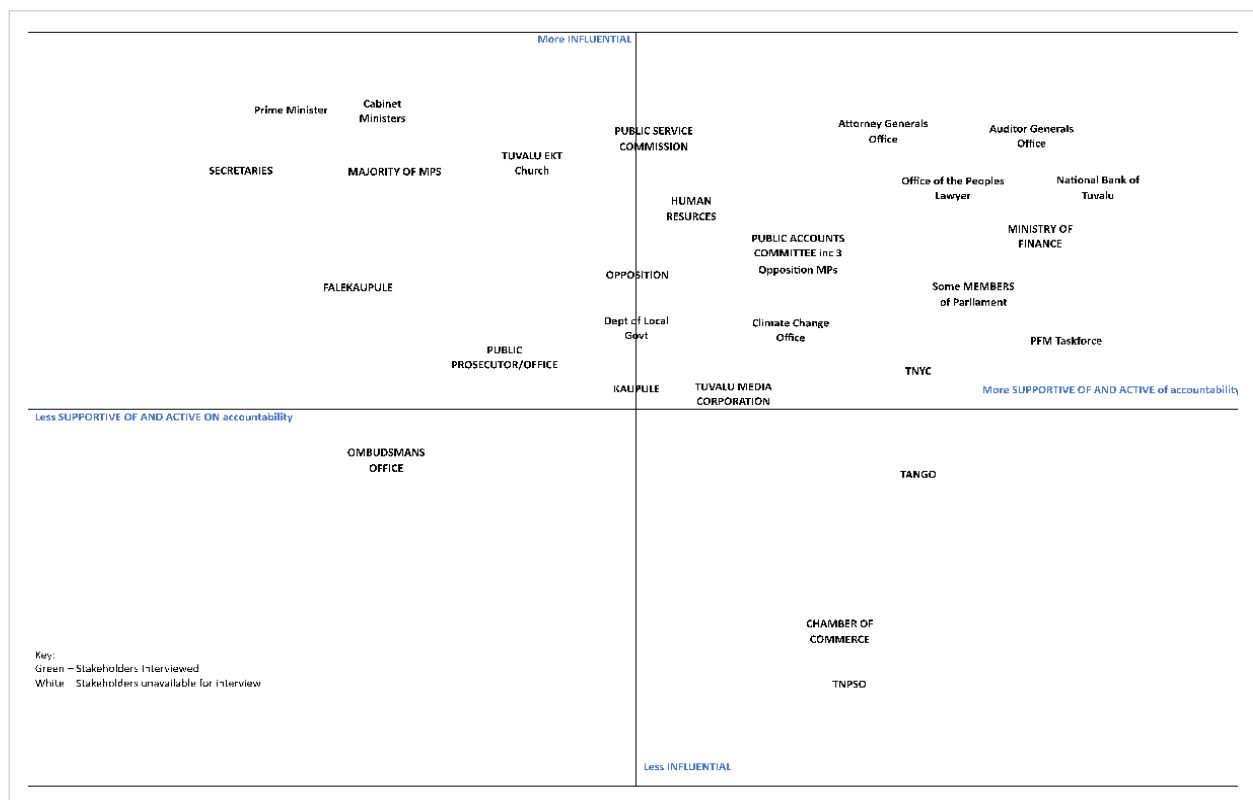 More INFLUENTIAL
Prime Minister
Cabinet
Ministers
PUBLIC SERVICE
COMMISSION
Attorney Generals
Office
Auditor Generals
Office
SECRETARIES
MAJORITY OF MPS
TUVALU EKT
Church
Office of the Peoples
Lawyer
National Bank of
Tuvalu
HUMAN
RESURCES
PUBLIC ACCOUNTS
COMMITTEE inc 3
Opposition MPs
MINISTRY OF
FINANCE
OPPOSITION
FALEKAUPULE
Some MEMBERS
of Parliament
Dept of Local
Govt
Climate Change
Office
PFM Taskforce
PUBLIC
PROSECUTOR/OFFICE
TNYC
KAUPULE
TUVALU MEDIA
CORPORATION
More SUPPORTIVE OF AND ACTIVE of accountability
Less SUPPORTIVE OF AND ACTIVE ON accountability
OMBUDSMANS
OFFICE
TANGO
CHAMBER OF
COMMERCE
TNPSO
Key:
Green – Stakeholders Interviewed
White – Stakeholders unavailable for interview
Less INFLUENTIAL